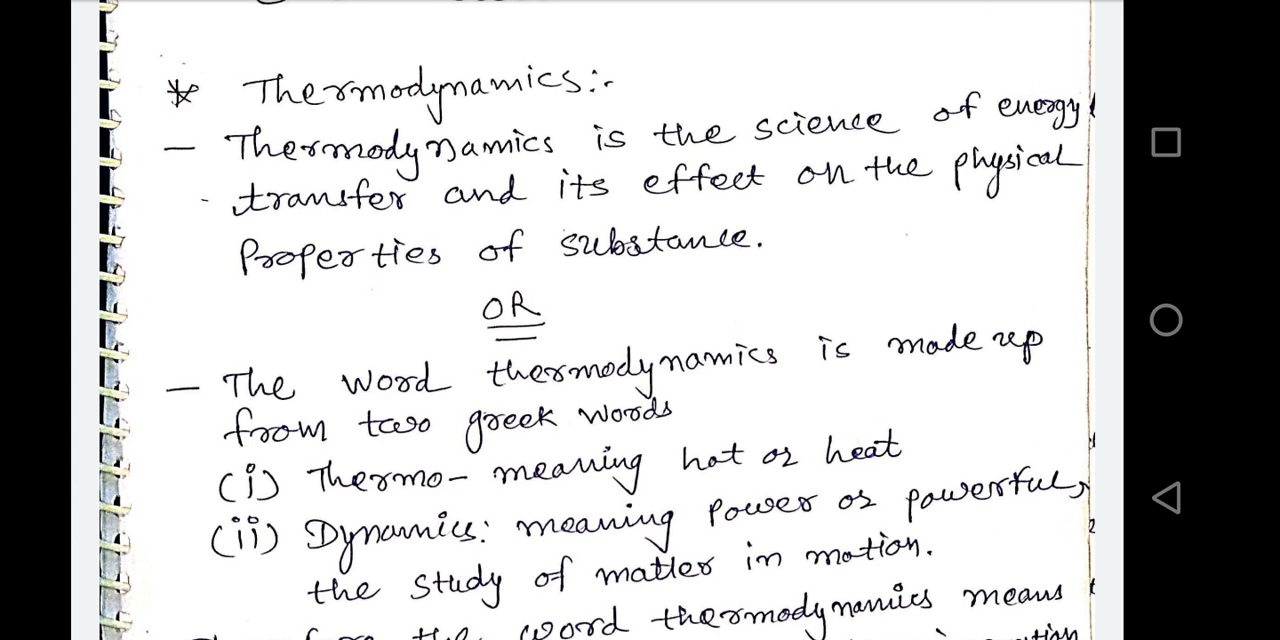 * Thermodynamics:-
- Thermodynamics is the science of energy
transfer and its effect on the physical
Properties of substance.
OR
- The word thermodynamics is made up
from two greek words
(i) Thermo- meaning hot or heat
(ii) Dynamics: meaning power or powerful,
the study of matter in motion.
the word thermodynamics means